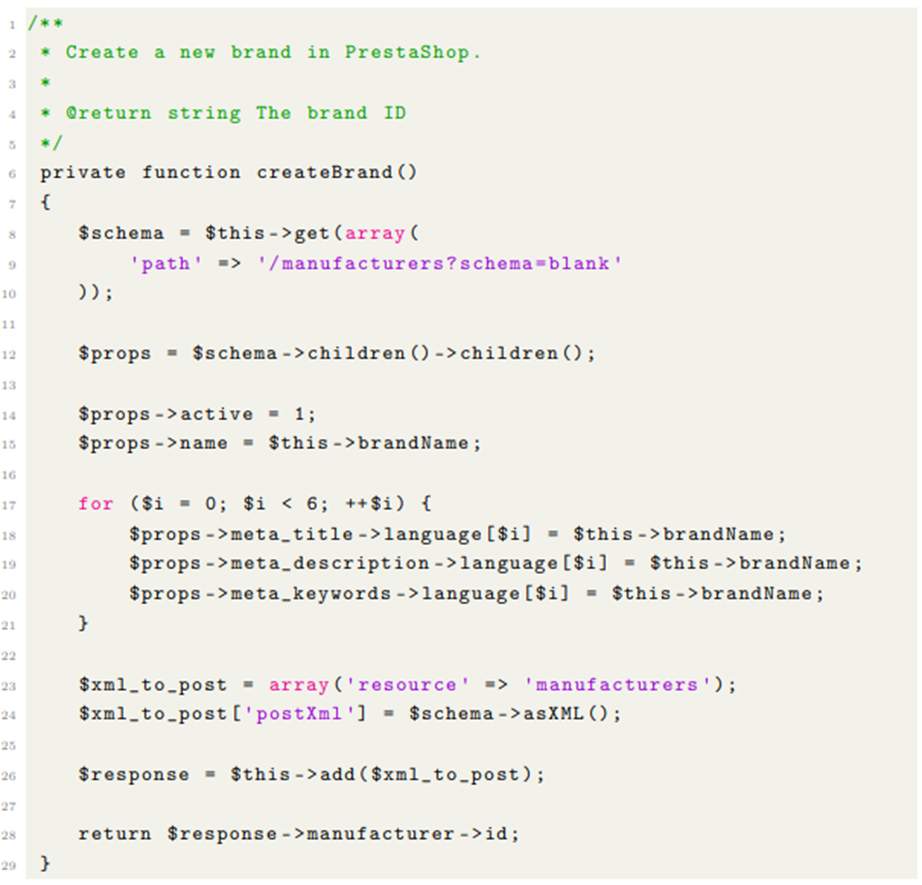 1 /**
2  * Create a new brand in PrestaShop.
3  *
4  * @return string The brand ID
5  */
6 private function createBrand()
7 {
8     $schema = $this->get(array(
9         'path' => '/manufacturers?schema=blank'
10     ));
11
12     $props = $schema->children()->children();
13
14     $props->active = 1;
15     $props->name = $this->brandName;
16
17     for ($i = 0; $i < 6; ++$i) {
18         $props->meta_title->language[$i] = $this->brandName;
19         $props->meta_description->language[$i] = $this->brandName;
20         $props->meta_keywords->language[$i] = $this->brandName;
21     }
22
23     $xml_to_post = array('resource' => 'manufacturers');
24     $xml_to_post['postXml'] = $schema->asXML();
25
26     $response = $this->add($xml_to_post);
27
28     return $response->manufacturer->id;
29 }